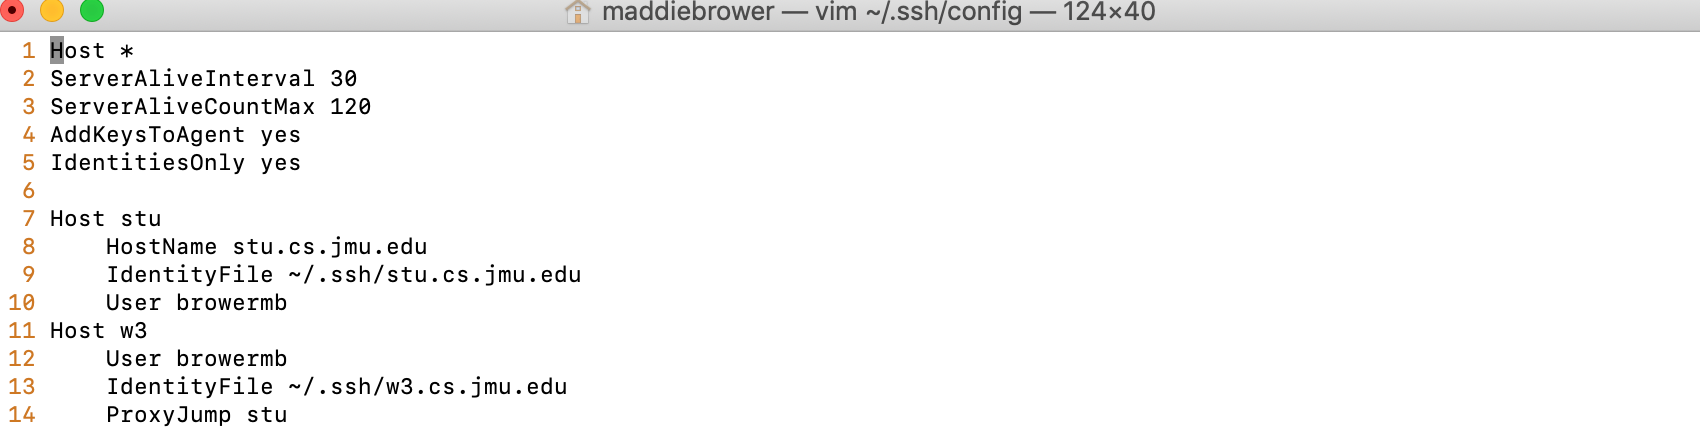 maddiebrower — vim ~/.ssh/config — 124×40
1 Host *
2 ServerAliveInterval 30
3 ServerAliveCountMax 120
4 AddKeysToAgent yes
5 IdentitiesOnly yes
6
7 Host stu
8     HostName stu.cs.jmu.edu
9     IdentityFile ~/.ssh/stu.cs.jmu.edu
10     User browermb
11 Host w3
12     User browermb
13     IdentityFile ~/.ssh/w3.cs.jmu.edu
14     ProxyJump stu